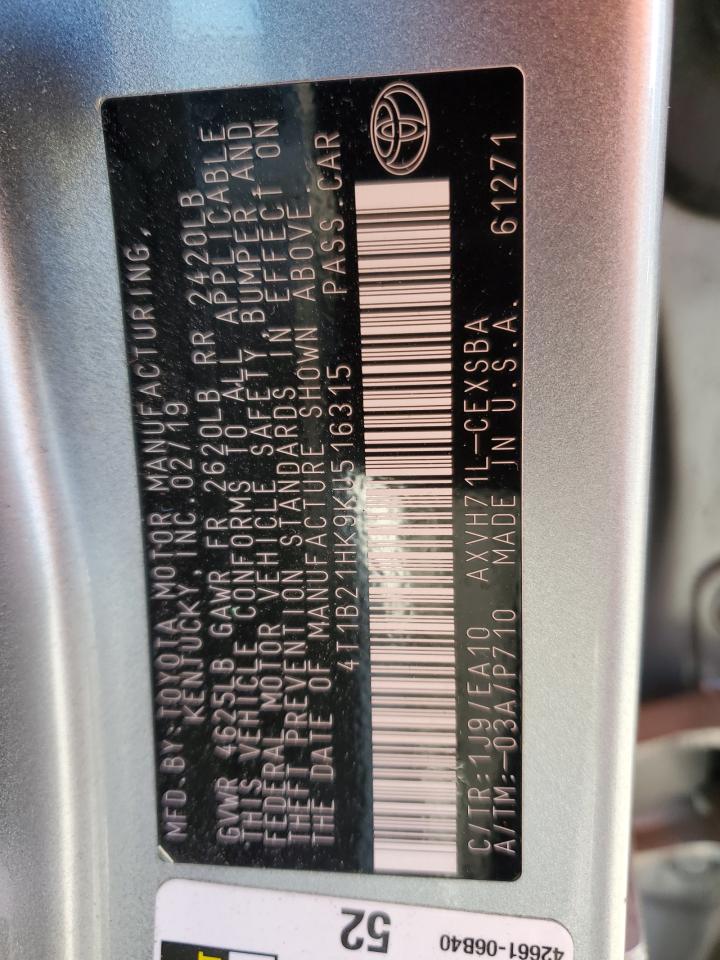 MFD.BY:TOYOTA MOTOR MANUFACTURING,
KENTUCKY, INC. 02/19
GVWR 4625LB GAWR FR 2620LB RR 2420LB
THIS VEHICLE CONFORMS TO ALL APPLICABLE
FEDERAL MOTOR VEHICLE SAFETY BUMPER AND
THEFT PREVENTION STANDARDS IN EFFECT ON
THE DATE OF MANUFACTURE SHOWN ABOVE.
4T1B21HK9KU516315 PASS.CAR
C/TR:1J9/EA10 AXVH71L-CEXSBA
A/TM:-03A/P710 MADE IN U.S.A. 61271
52
42661-06B40